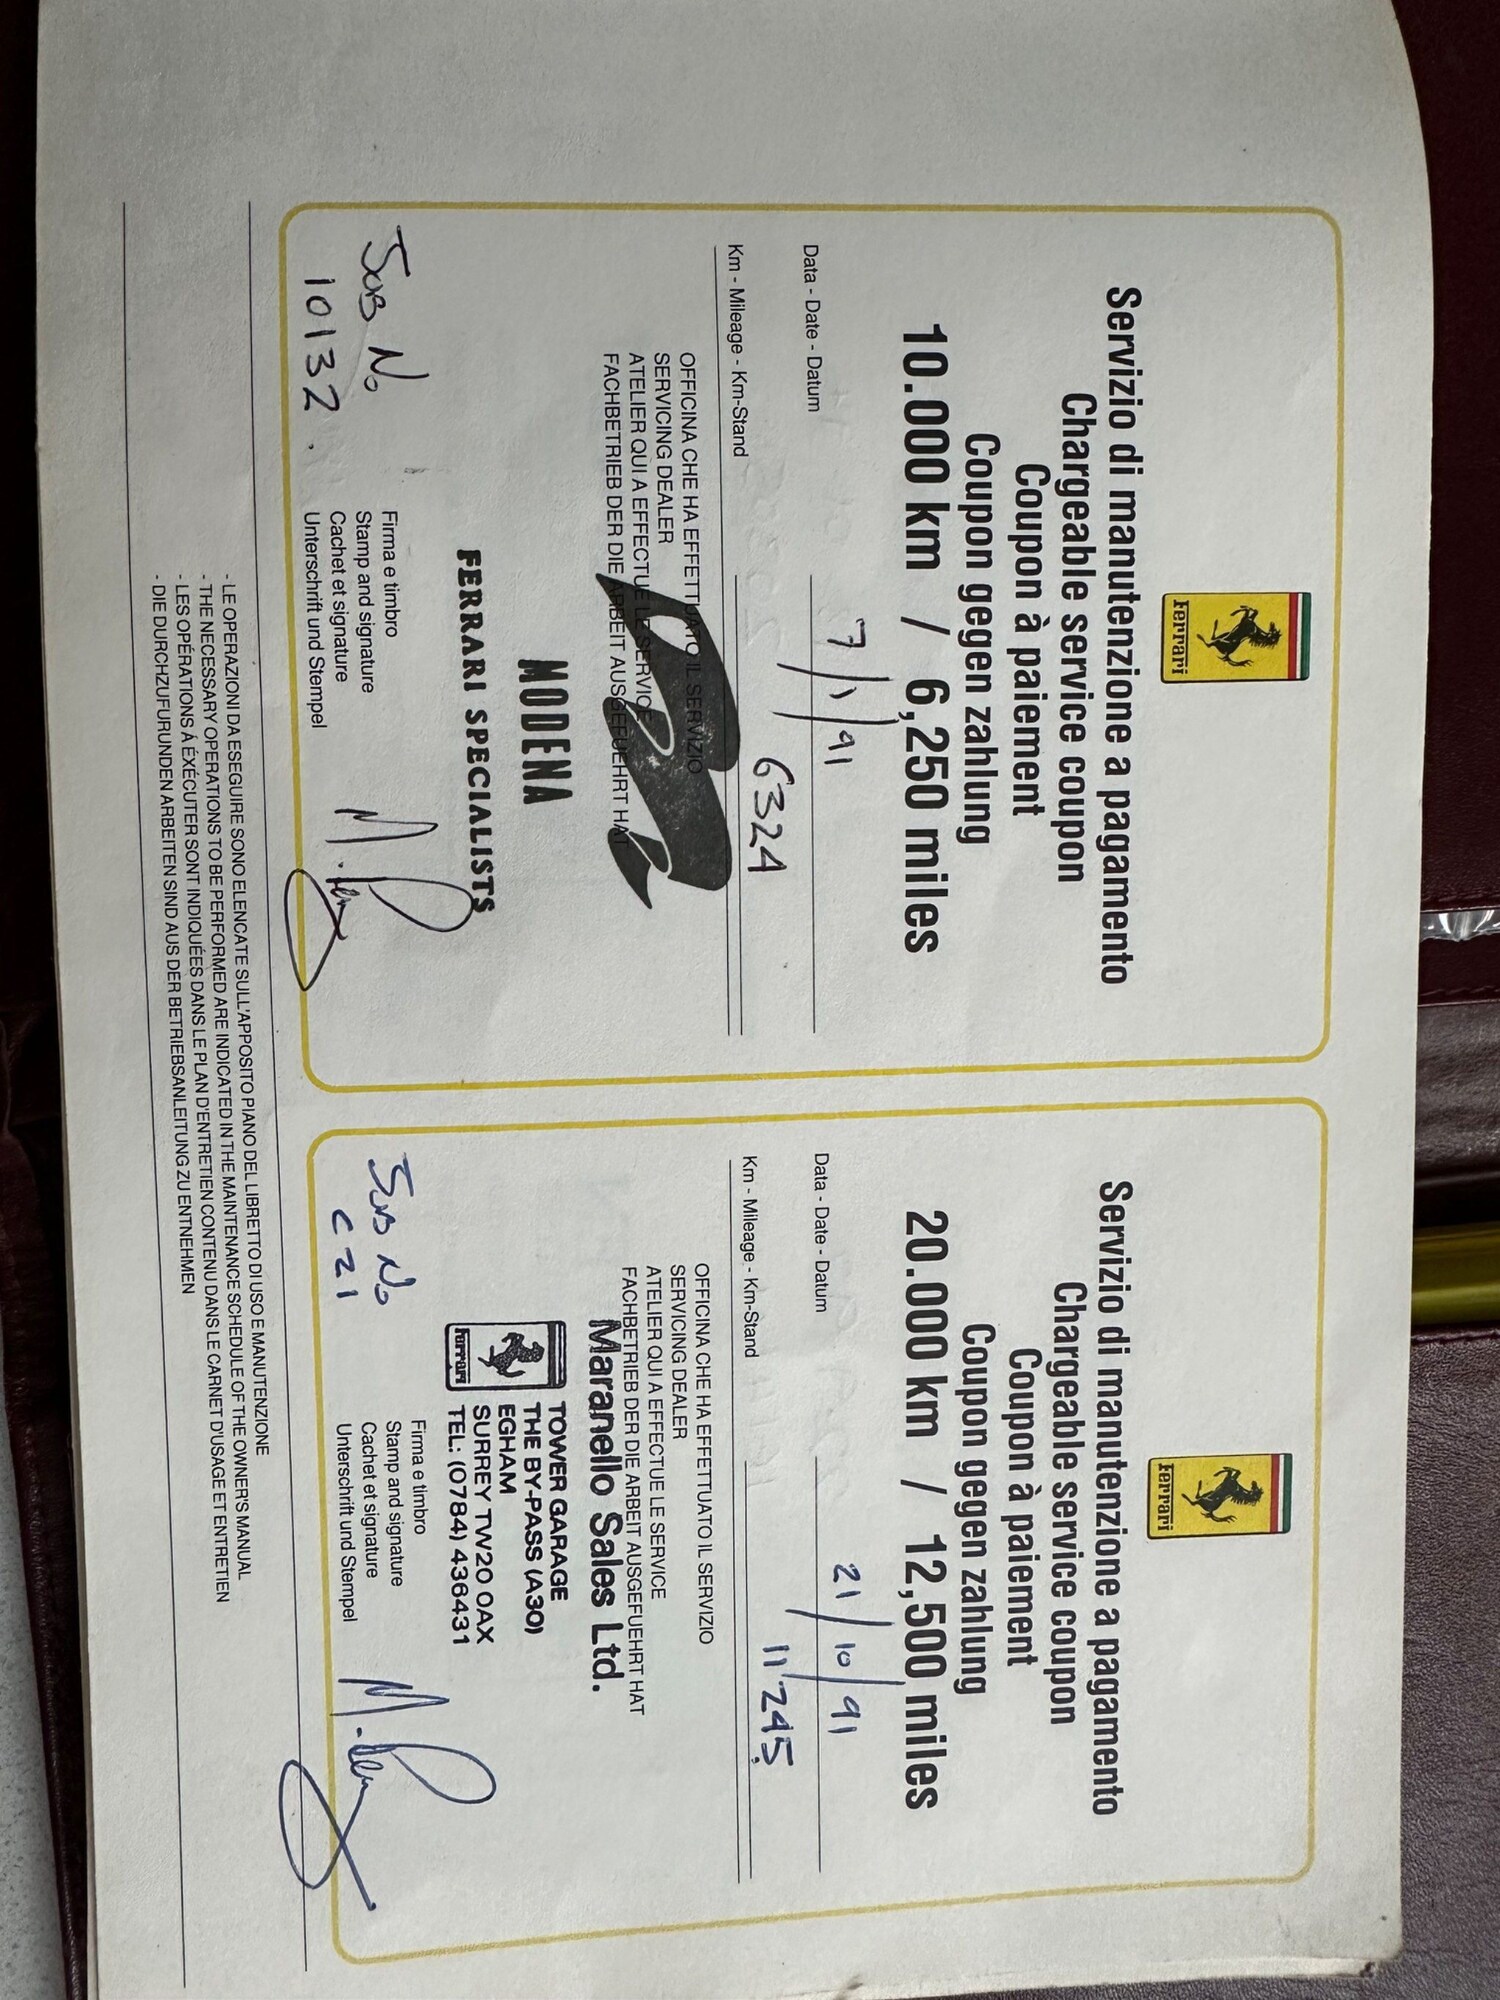 Ferrari
Servizio di manutenzione a pagamento
Chargeable service coupon
Coupon à paiement
Coupon gegen zahlung
10.000 km / 6,250 miles
Data - Date - Datum 7/1/91
Km - Mileage - Km-Stand 6324
OFFICINA CHE HA EFFETTUATO IL SERVIZIO
SERVICING DEALER
ATELIER QUI A EFFECTUE LE SERVICE
FACHBETRIEB DER DIE ARBEIT AUSGEFUEHRT HAT
MODENA
FERRARI SPECIALISTS
JOB No
10132.
Firma e timbro
Stamp and signature
Cachet et signature
Unterschrift und Stempel
Ferrari
Servizio di manutenzione a pagamento
Chargeable service coupon
Coupon à paiement
Coupon gegen zahlung
20.000 km / 12,500 miles
Data - Date - Datum 21/10/91
Km - Mileage - Km-Stand 11245
OFFICINA CHE HA EFFETTUATO IL SERVIZIO
SERVICING DEALER
ATELIER QUI A EFFECTUE LE SERVICE
FACHBETRIEB DER DIE ARBEIT AUSGEFUEHRT HAT
Maranello Sales Ltd.
TOWER GARAGE
THE BY-PASS (A30)
EGHAM
SURREY TW20 0AX
TEL: (0784) 436431
Ferrari
JOB No
C21
Firma e timbro
Stamp and signature
Cachet et signature
Unterschrift und Stempel
- LE OPERAZIONI DA ESEGUIRE SONO ELENCATE SULL'APPOSITO PIANO DEL LIBRETTO DI USO E MANUTENZIONE
- THE NECESSARY OPERATIONS TO BE PERFORMED ARE INDICATED IN THE MAINTENANCE SCHEDULE OF THE OWNER'S MANUAL
- LES OPÉRATIONS À ÉXÉCUTER SONT INDIQUÉES DANS LE PLAN D'ENTRETIEN CONTENU DANS LE CARNET D'USAGE ET ENTRETIEN
- DIE DURCHZUFURUNDEN ARBEITEN SIND AUS DER BETRIEBSANLEITUNG ZU ENTNEHMEN